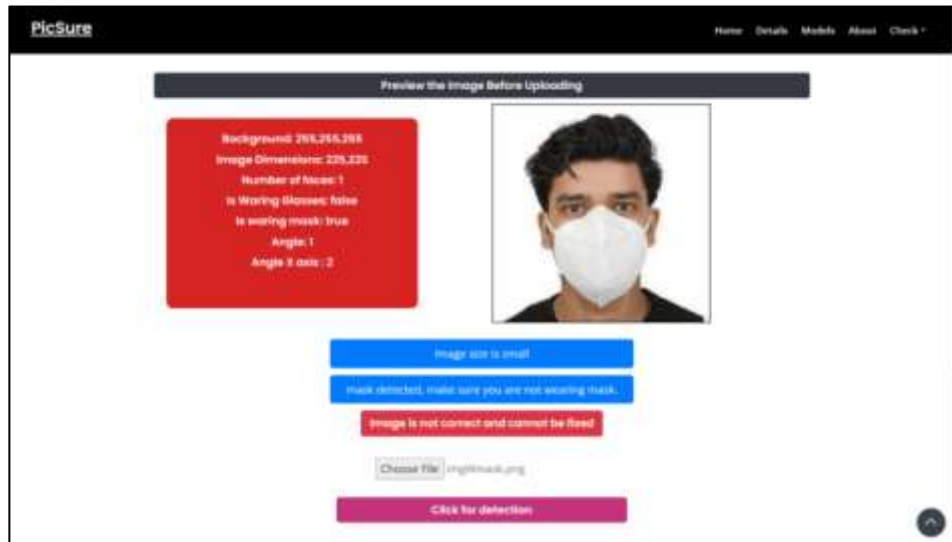 PicSure
Home Details Models About Check
Preview the Image Before Uploading
Background: 255,255,255
Image Dimensions: 225,225
Number of faces: 1
Is Waring Glasses: false
Is waring mask: true
Angle: 1
Angle X axis : 2
Image size is small
mask detected, make sure you are not wearing mask.
Image is not correct and cannot be fixed
Choose File
Click for detection